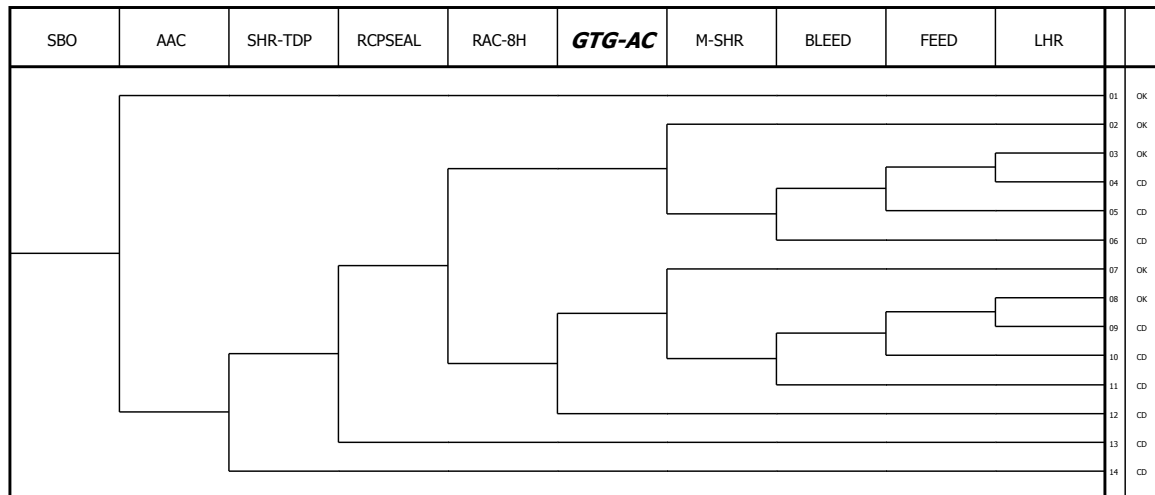 SBO AAC SHR-TDP RCPSEAL RAC-8H GTG-AC M-SHR BLEED FEED LHR
01 OK
02 OK
03 OK
04 CD
05 CD
06 CD
07 OK
08 OK
09 CD
10 CD
11 CD
12 CD
13 CD
14 CD